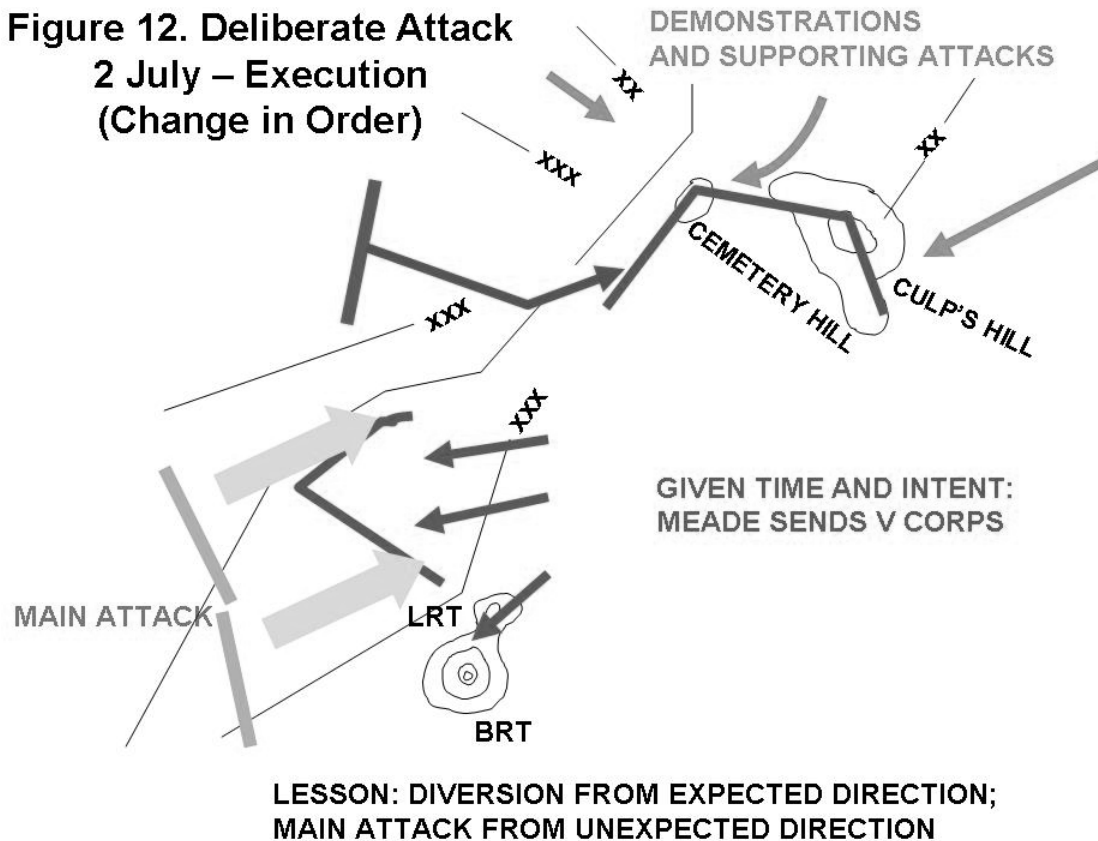 Figure 12. Deliberate Attack
2 July – Execution
(Change in Order)
DEMONSTRATIONS
AND SUPPORTING ATTACKS
XX
XX
XXX
CEMETERY HILL
CULP'S HILL
XXX
XXX
GIVEN TIME AND INTENT:
MEADE SENDS V CORPS
MAIN ATTACK
LRT
BRT
LESSON: DIVERSION FROM EXPECTED DIRECTION;
MAIN ATTACK FROM UNEXPECTED DIRECTION